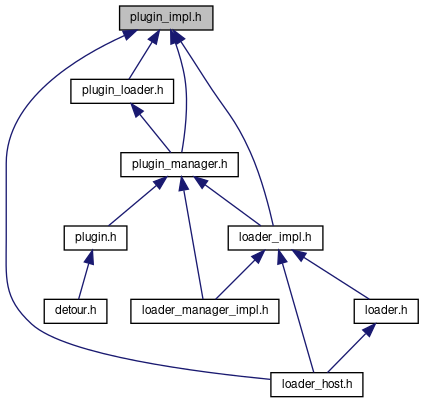 plugin_impl.h
plugin_loader.h
plugin_manager.h
plugin.h
loader_impl.h
detour.h
loader_manager_impl.h
loader.h
loader_host.h